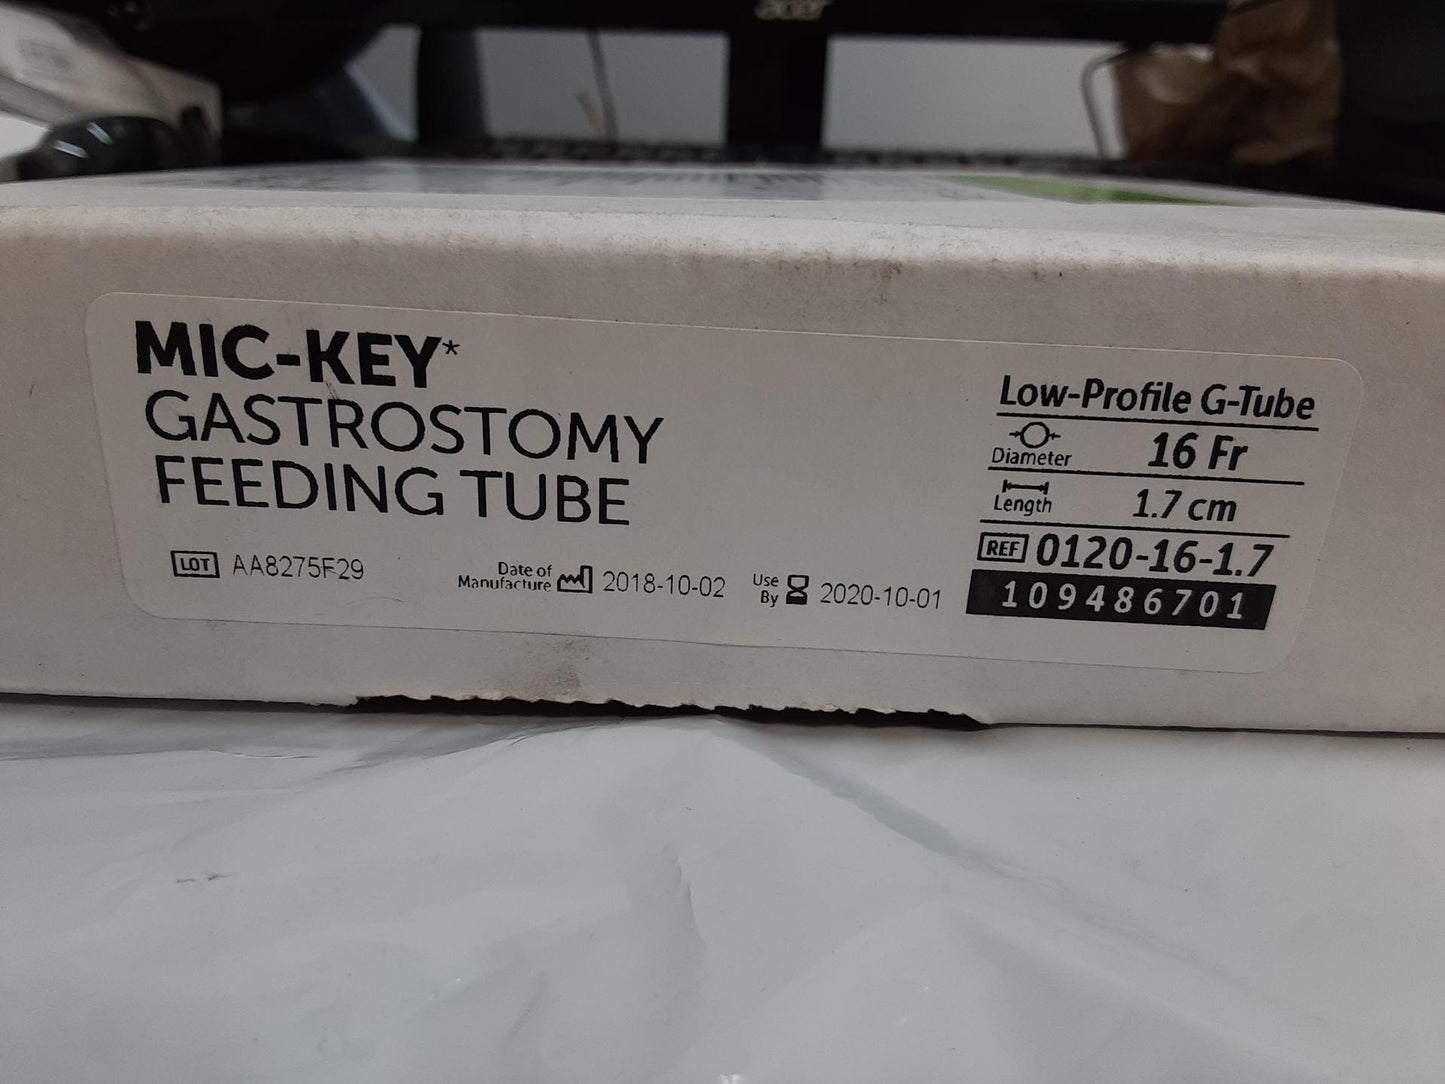 acer
MIC-KEY*
GASTROSTOMY
FEEDING TUBE
LOT AA8275F29
Date of
Manufacture 2018-10-02
Use
By 2020-10-01
Low-Profile G-Tube
Diameter 16 Fr
Length 1.7 cm
REF 0120-16-1.7
109486701